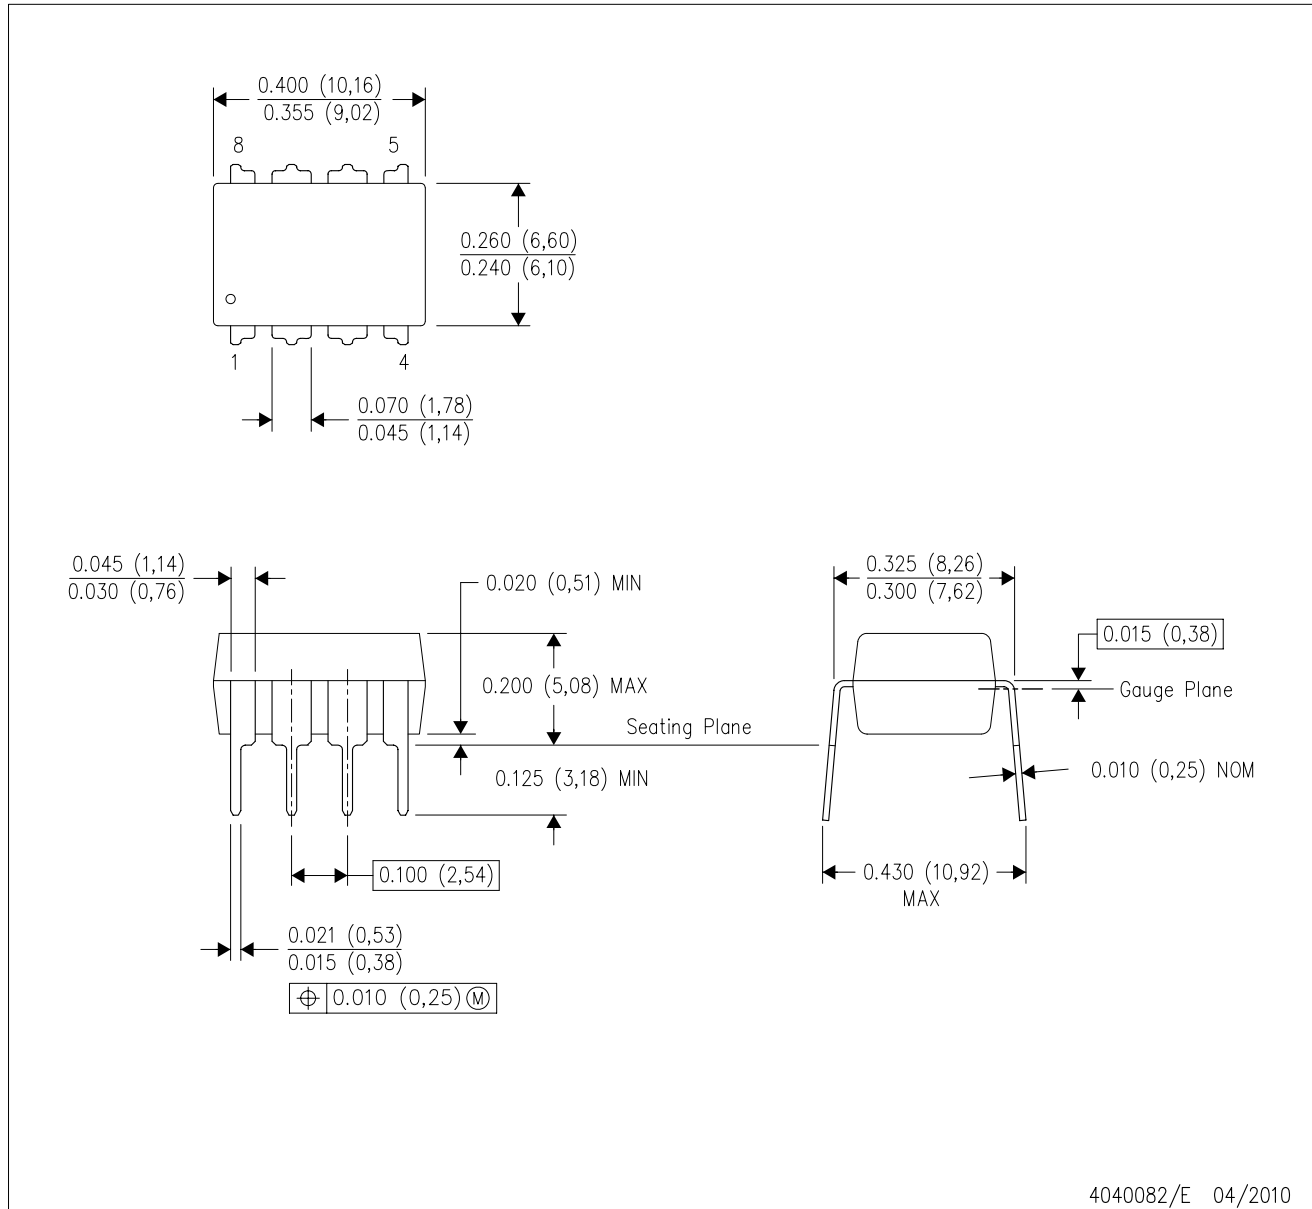 0.400 (10,16)
0.355 (9,02)
8
5
0.260 (6,60)
0.240 (6,10)
1
4
0.070 (1,78)
0.045 (1,14)
0.045 (1,14)
0.030 (0,76)
0.020 (0,51) MIN
0.325 (8,26)
0.300 (7,62)
0.015 (0,38)
0.200 (5,08) MAX
Gauge Plane
Seating Plane
0.125 (3,18) MIN
0.010 (0,25) NOM
0.100 (2,54)
0.430 (10,92)
MAX
0.021 (0,53)
0.015 (0,38)
⌖ 0.010 (0,25) Ⓜ
4040082/E 04/2010